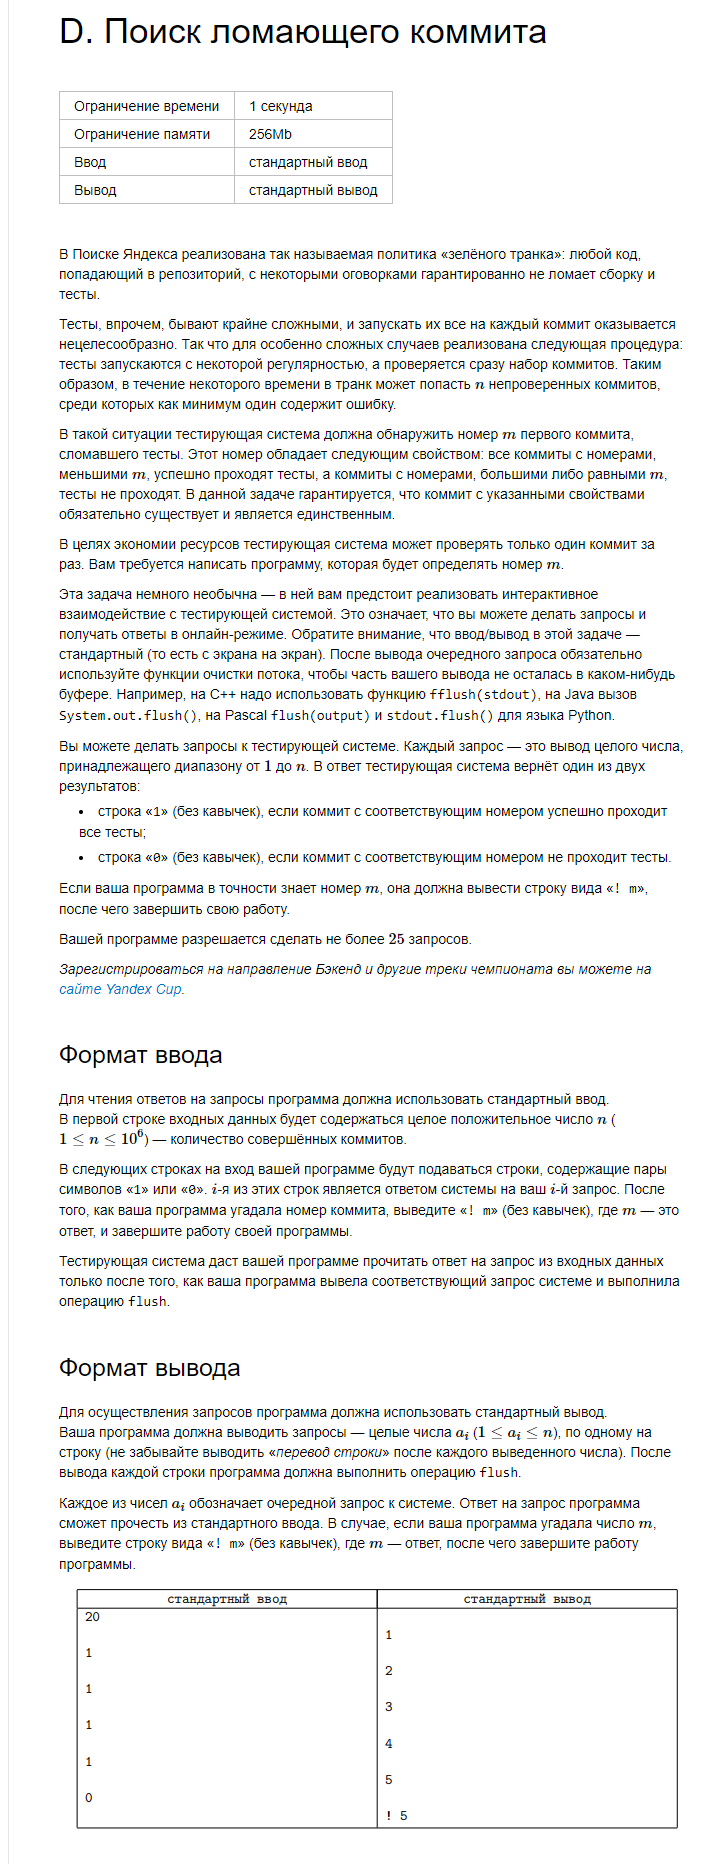 D. Поиск ломающего коммита
Ограничение времени 1 секунда
Ограничение памяти 256Mb
Ввод стандартный ввод
Вывод стандартный вывод
В Поиске Яндекса реализована так называемая политика «зелёного транка»: любой код,
попадающий в репозиторий, с некоторыми оговорками гарантированно не ломает сборку и
тесты.
Тесты, впрочем, бывают крайне сложными, и запускать их все на каждый коммит оказывается
нецелесообразно. Так что для особенно сложных случаев реализована следующая процедура:
тесты запускаются с некоторой регулярностью, а проверяется сразу набор коммитов. Таким
образом, в течение некоторого времени в транк может попасть n непроверенных коммитов,
среди которых как минимум один содержит ошибку.
В такой ситуации тестирующая система должна обнаружить номер m первого коммита,
сломавшего тесты. Этот номер обладает следующим свойством: все коммиты с номерами,
меньшими m, успешно проходят тесты, а коммиты с номерами, большими либо равными m,
тесты не проходят. В данной задаче гарантируется, что коммит с указанными свойствами
обязательно существует и является единственным.
В целях экономии ресурсов тестирующая система может проверять только один коммит за
раз. Вам требуется написать программу, которая будет определять номер m.
Эта задача немного необычна — в ней вам предстоит реализовать интерактивное
взаимодействие с тестирующей системой. Это означает, что вы можете делать запросы и
получать ответы в онлайн-режиме. Обратите внимание, что ввод/вывод в этой задаче —
стандартный (то есть с экрана на экран). После вывода очередного запроса обязательно
используйте функции очистки потока, чтобы часть вашего вывода не осталась в каком-нибудь
буфере. Например, на С++ надо использовать функцию fflush(stdout), на Java вызов
System.out.flush(), на Pascal flush(output) и stdout.flush() для языка Python.
Вы можете делать запросы к тестирующей системе. Каждый запрос — это вывод целого числа,
принадлежащего диапазону от 1 до n. В ответ тестирующая система вернёт один из двух
результатов:
• строка «1» (без кавычек), если коммит с соответствующим номером успешно проходит
все тесты;
• строка «0» (без кавычек), если коммит с соответствующим номером не проходит тесты.
Если ваша программа в точности знает номер m, она должна вывести строку вида «! m»,
после чего завершить свою работу.
Вашей программе разрешается сделать не более 25 запросов.
Зарегистрироваться на направление Бэкенд и другие треки чемпионата вы можете на
сайте Yandex Cup.
Формат ввода
Для чтения ответов на запросы программа должна использовать стандартный ввод.
В первой строке входных данных будет содержаться целое положительное число n (
1 ≤ n ≤ 10⁶) — количество совершённых коммитов.
В следующих строках на вход вашей программе будут подаваться строки, содержащие пары
символов «1» или «0». i-я из этих строк является ответом системы на ваш i-й запрос. После
того, как ваша программа угадала номер коммита, выведите «! m» (без кавычек), где m — это
ответ, и завершите работу своей программы.
Тестирующая система даст вашей программе прочитать ответ на запрос из входных данных
только после того, как ваша программа вывела соответствующий запрос системе и выполнила
операцию flush.
Формат вывода
Для осуществления запросов программа должна использовать стандартный вывод.
Ваша программа должна выводить запросы — целые числа aᵢ (1 ≤ aᵢ ≤ n), по одному на
строку (не забывайте выводить «перевод строки» после каждого выведенного числа). После
вывода каждой строки программа должна выполнить операцию flush.
Каждое из чисел aᵢ обозначает очередной запрос к системе. Ответ на запрос программа
сможет прочесть из стандартного ввода. В случае, если ваша программа угадала число m,
выведите строку вида «! m» (без кавычек), где m — ответ, после чего завершите работу
программы.
стандартный ввод стандартный вывод
20
1
1
2
1
3
1
4
1
5
0
! 5